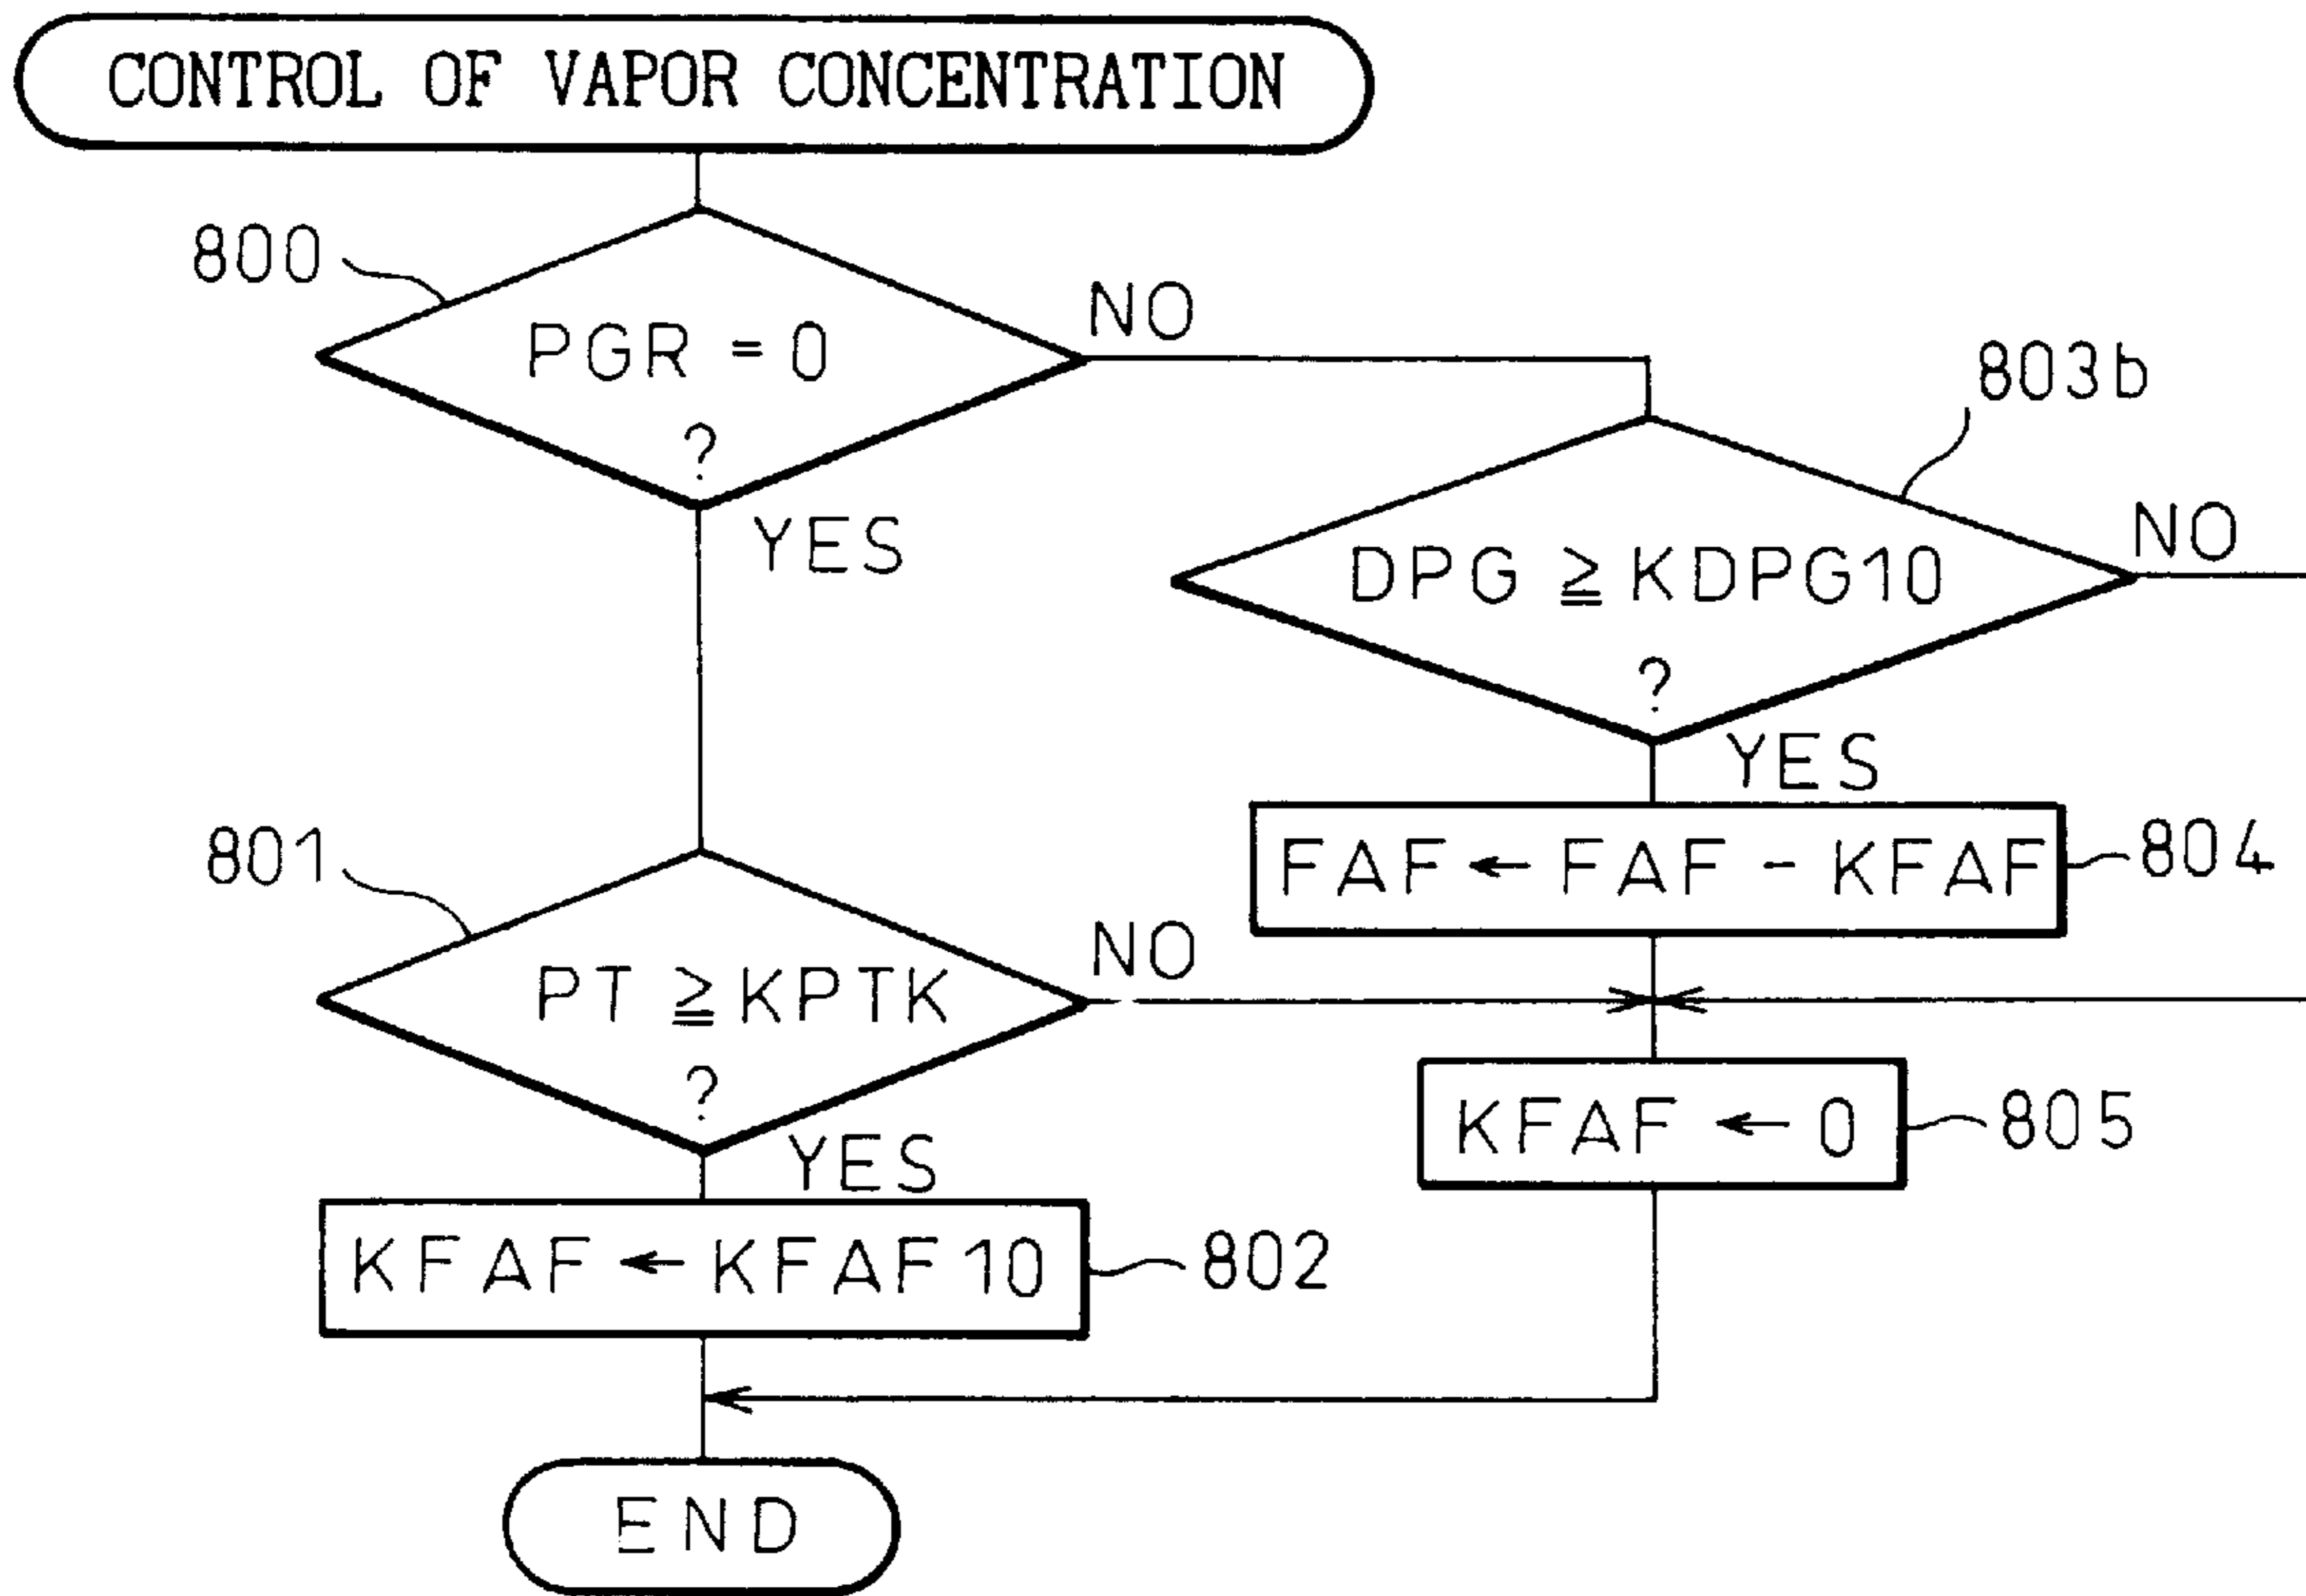 CONTROL OF VAPOR CONCENTRATION
800
PGR = 0
?
NO
YES
803b
DPG ≧ KDPG10
?
NO
YES
FAF ← FAF - KFAF
804
801
PT ≧ KPTK
?
NO
YES
KFAF ← 0
805
KFAF ← KFAF10
802
END